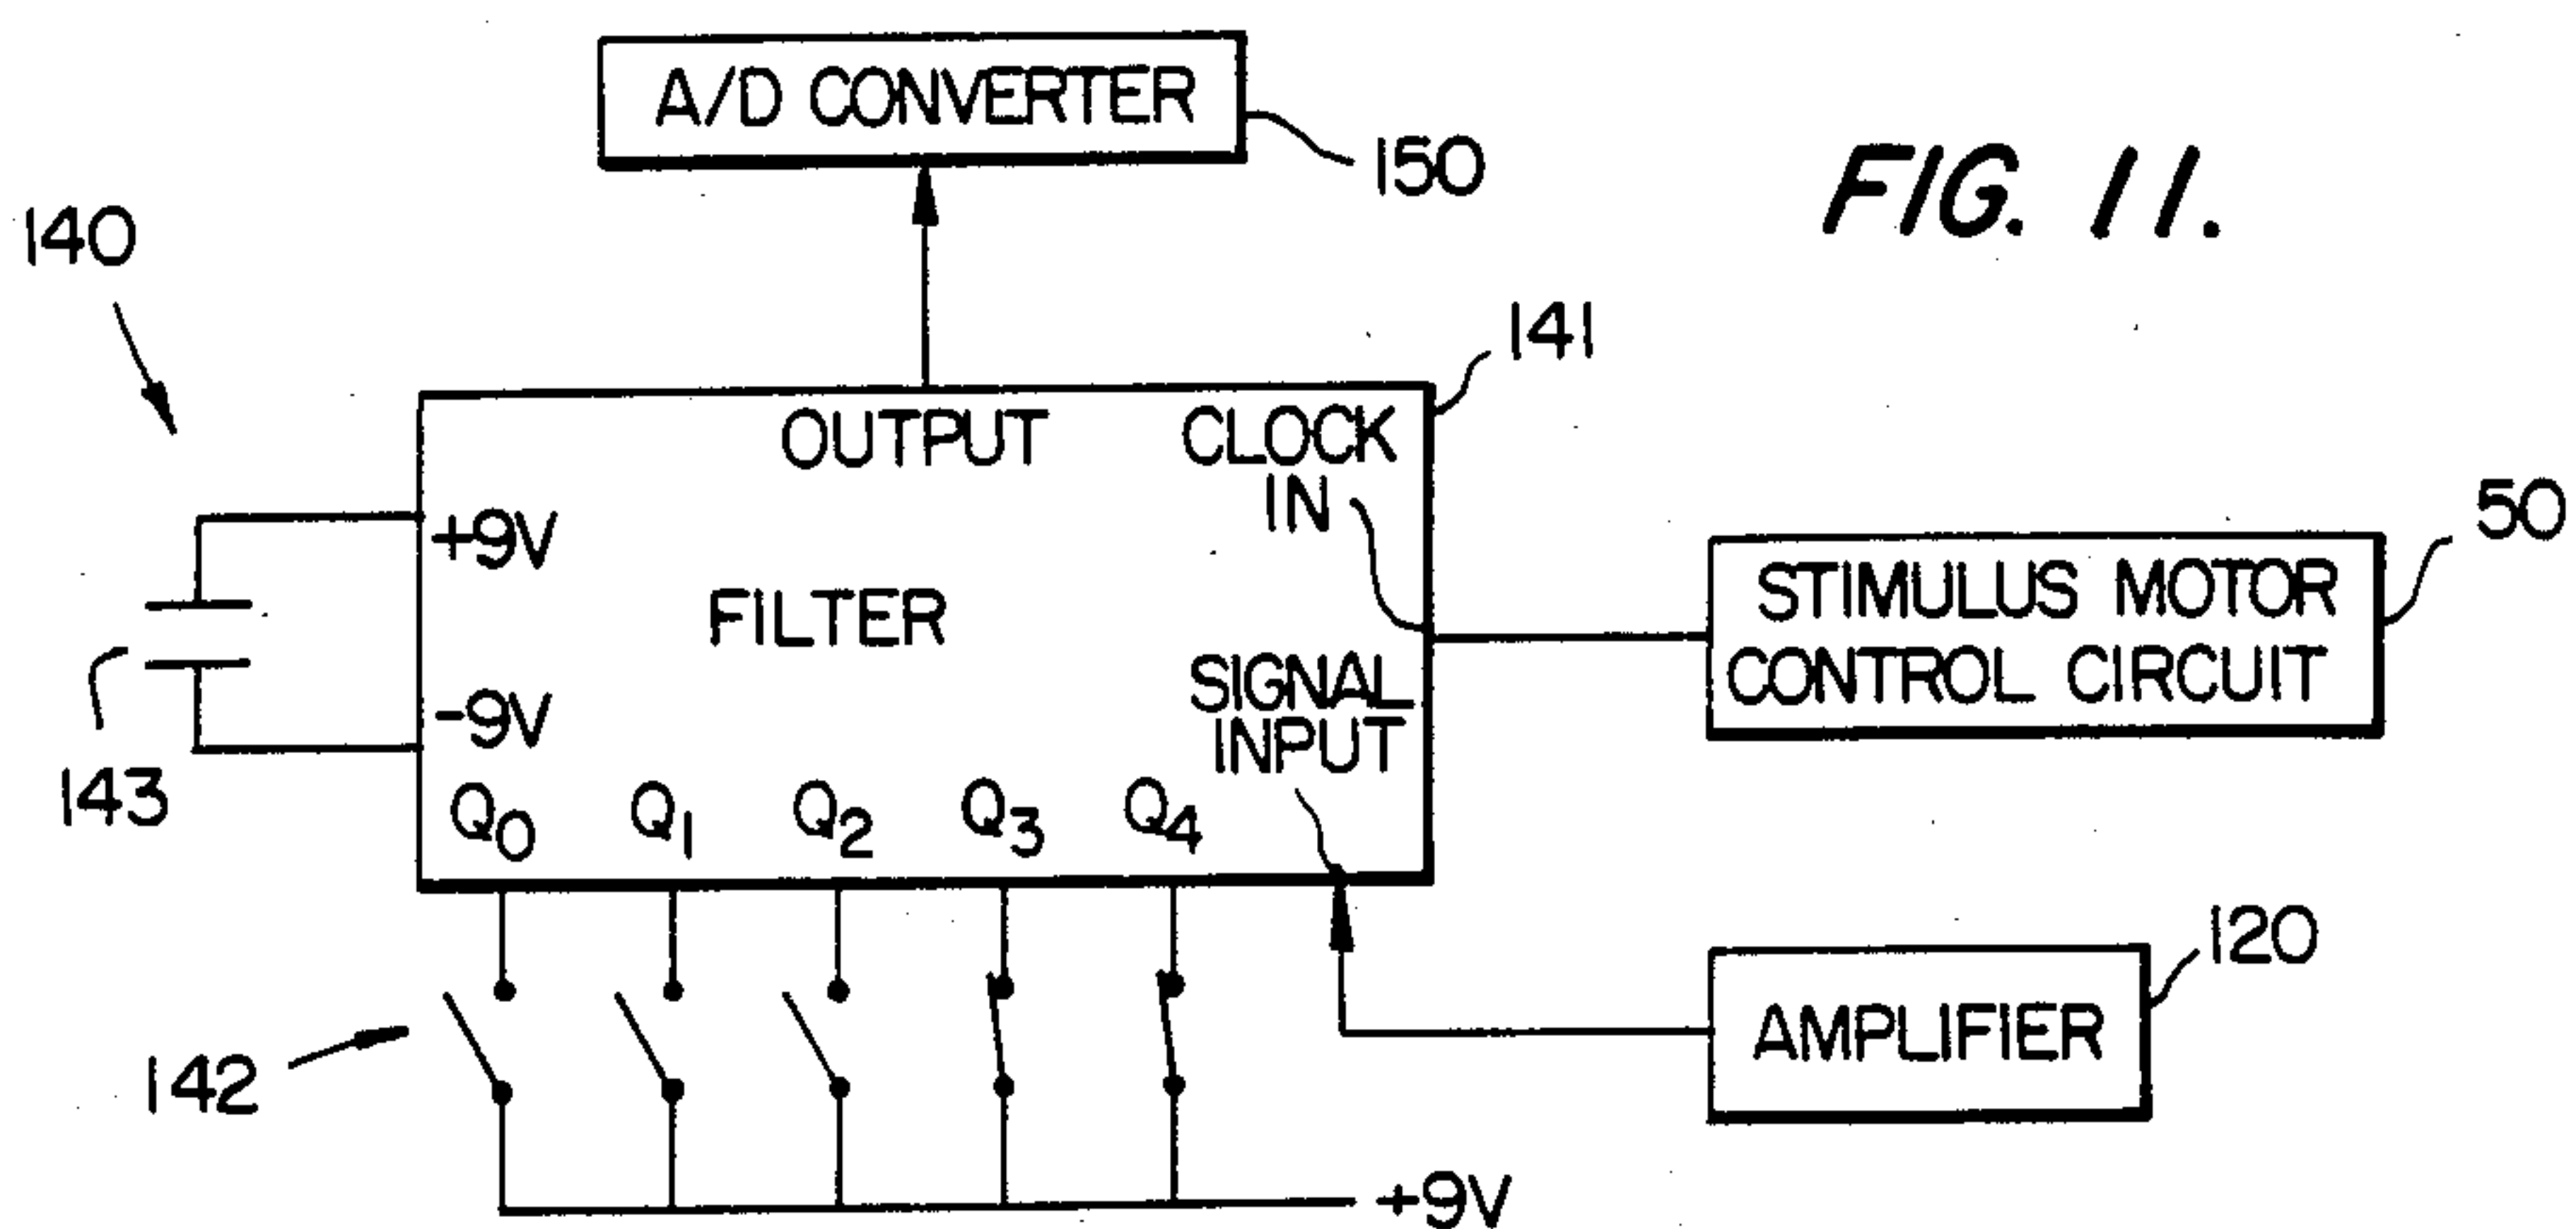 A/D CONVERTER
150
FIG. 11.
140
141
OUTPUT
CLOCK
IN
50
+9V
FILTER
STIMULUS MOTOR
CONTROL CIRCUIT
SIGNAL
INPUT
-9V
143
Q0 Q1 Q2 Q3 Q4
120
AMPLIFIER
142
+9V